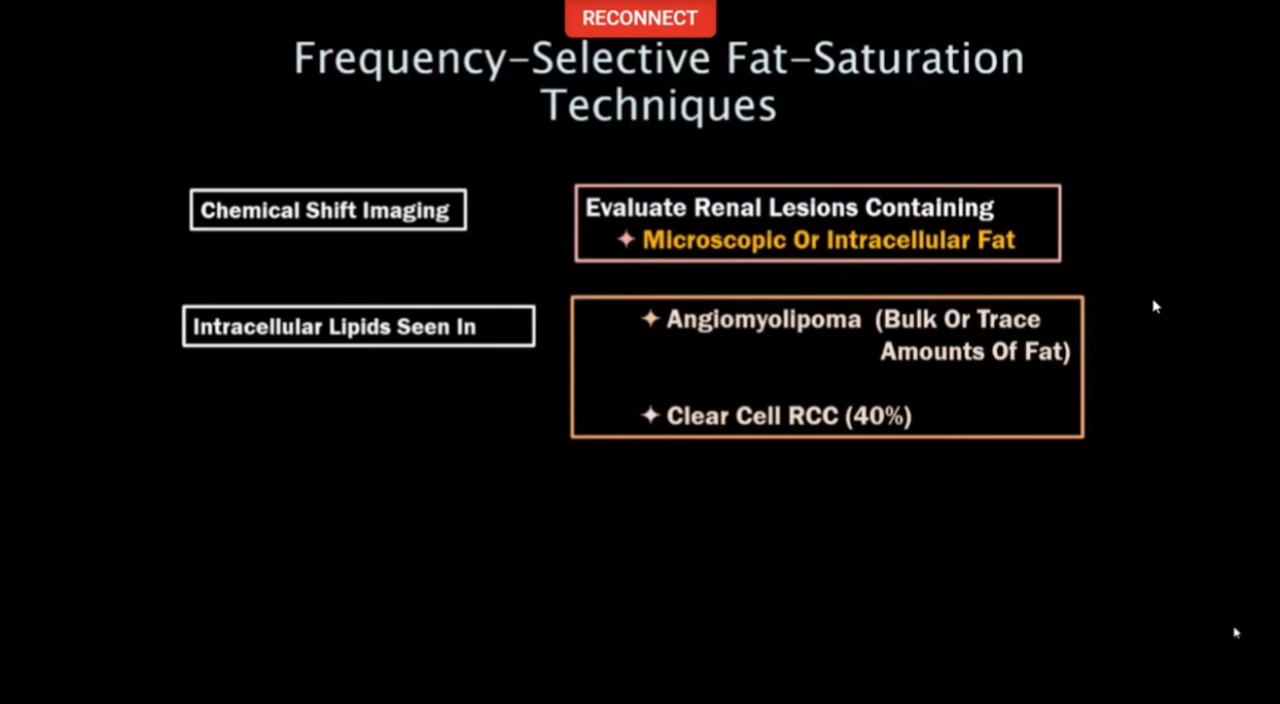 RECONNECT
Frequency-Selective Fat-Saturation
Techniques
Chemical Shift Imaging
Evaluate Renal Lesions Containing
✦ Microscopic Or Intracellular Fat
Intracellular Lipids Seen In
✦ Angiomyolipoma (Bulk Or Trace
Amounts Of Fat)
✦ Clear Cell RCC (40%)